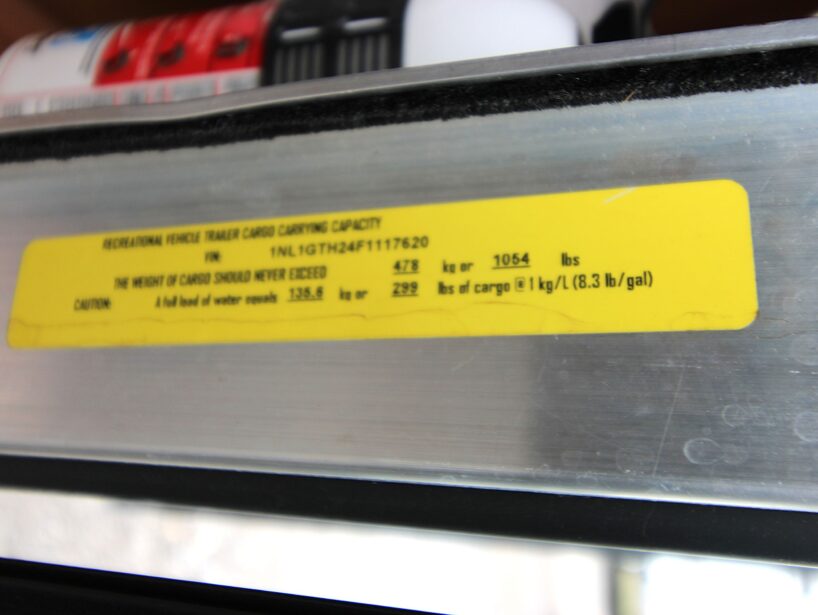 RECREATIONAL VEHICLE TRAILER CARGO CARRYING CAPACITY
VIN: 1NL1GTH24F1117620
THE WEIGHT OF CARGO SHOULD NEVER EXCEED 478 kg or 1054 lbs
CAUTION: A full load of water equals 135.6 kg or 299 lbs of cargo @ 1 kg/L (8.3 lb/gal)